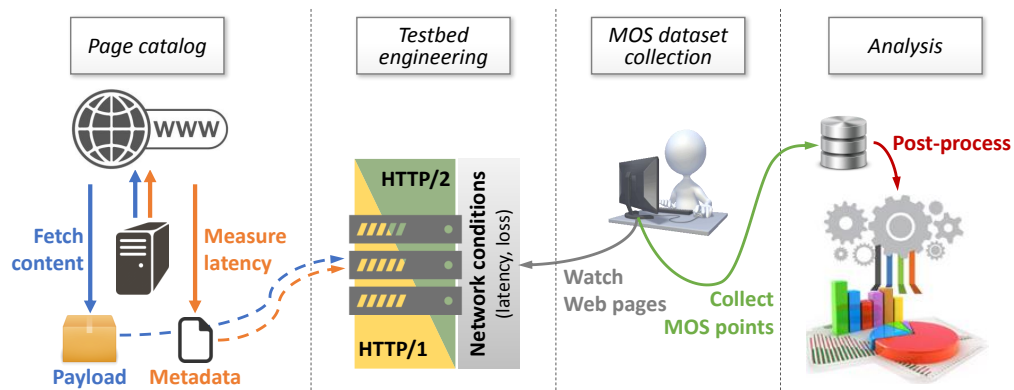 Page catalog
Testbed
engineering
MOS dataset
collection
Analysis
WWW
Fetch
content
Measure
latency
Payload
Metadata
HTTP/2
HTTP/1
Network conditions
(latency, loss)
Watch
Web pages
Collect
MOS points
Post-process